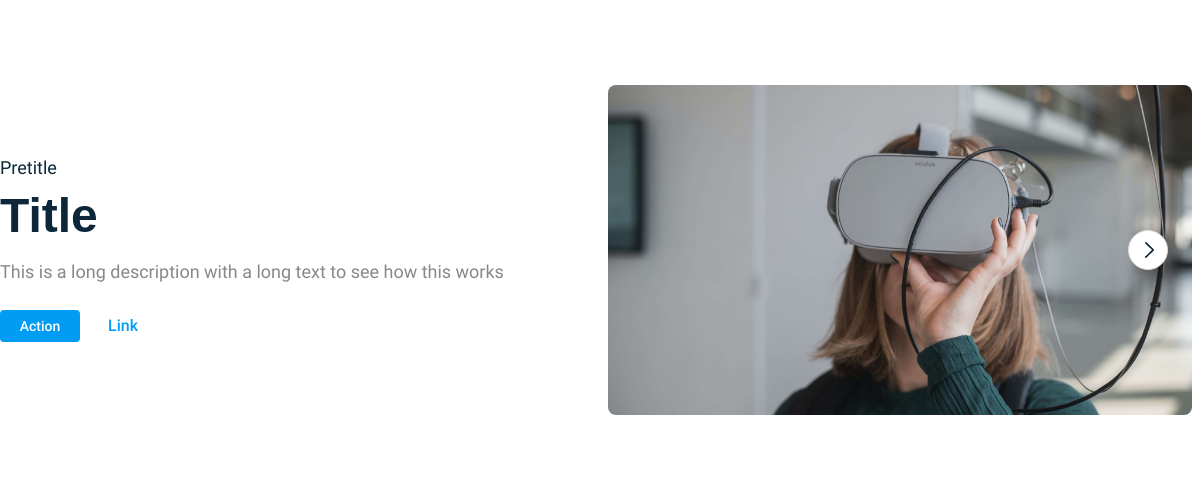 Pretitle
Title
This is a long description with a long text to see how this works
Action
Link
oculus